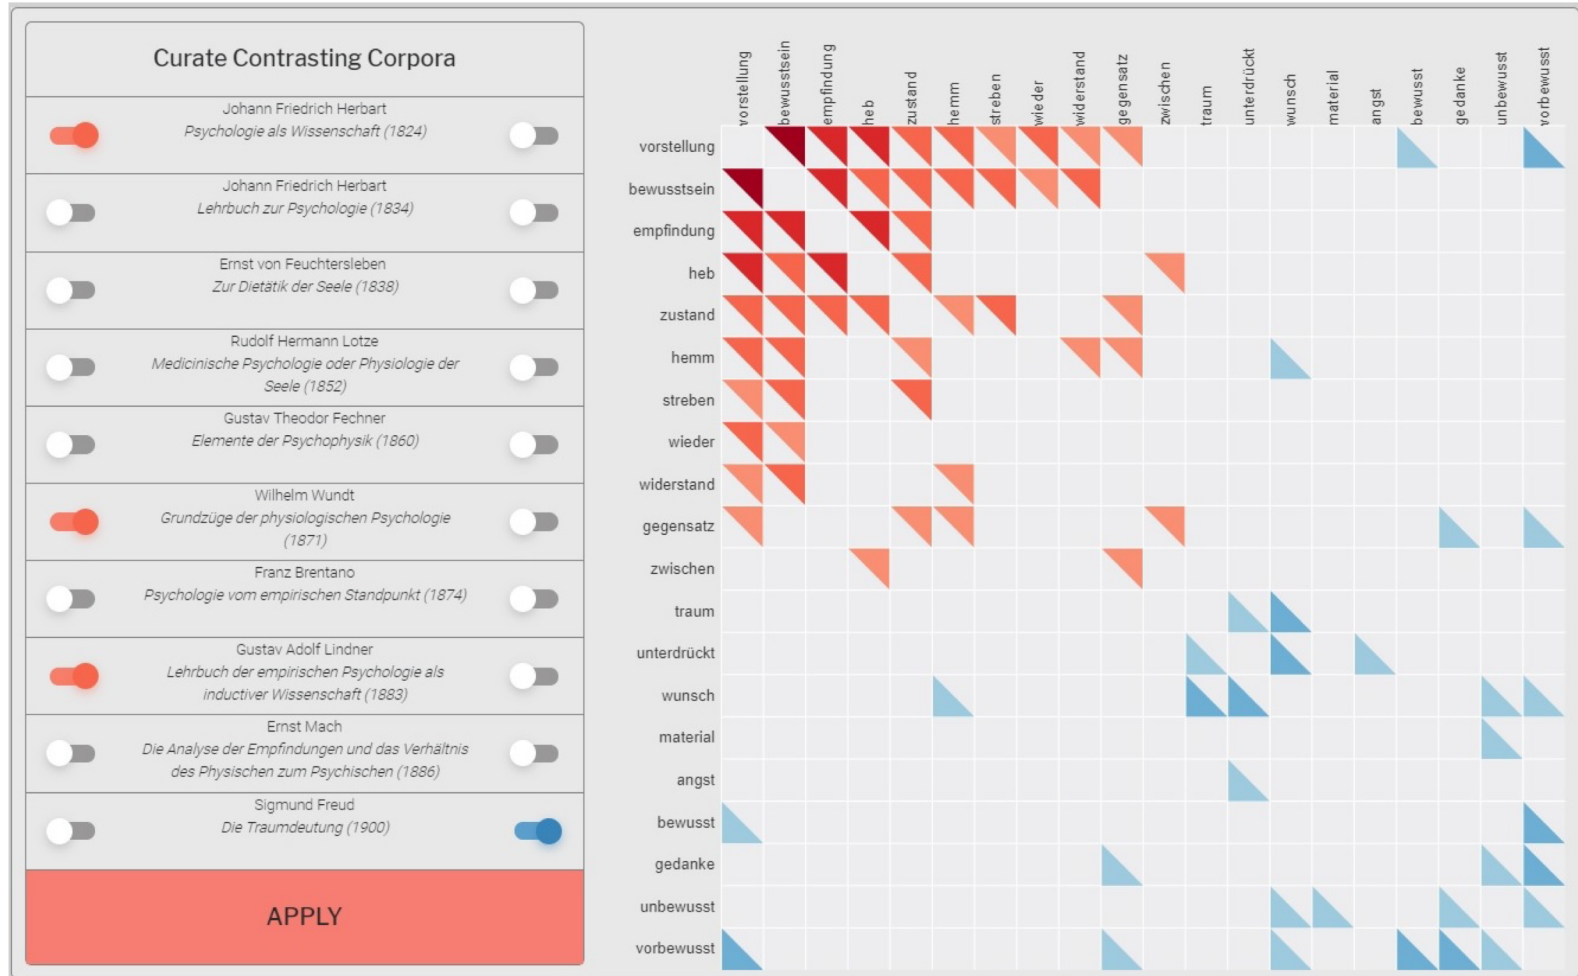 Curate Contrasting Corpora
Johann Friedrich Herbart
Psychologie als Wissenschaft (1824)
Johann Friedrich Herbart
Lehrbuch zur Psychologie (1834)
Ernst von Feuchtersleben
Zur Dietätik der Seele (1838)
Rudolf Hermann Lotze
Medicinische Psychologie oder Physiologie der
Seele (1852)
Gustav Theodor Fechner
Elemente der Psychophysik (1860)
Wilhelm Wundt
Grundzüge der physiologischen Psychologie
(1871)
Franz Brentano
Psychologie vom empirischen Standpunkt (1874)
Gustav Adolf Lindner
Lehrbuch der empirischen Psychologie als
inductiver Wissenschaft (1883)
Ernst Mach
Die Analyse der Empfindungen und das Verhältnis
des Physischen zum Psychischen (1886)
Sigmund Freud
Die Traumdeutung (1900)
APPLY
vorstellung
bewusstsein
empfindung
heb
zustand
hemm
streben
wieder
widerstand
gegensatz
zwischen
traum
unterdrückt
wunsch
material
angst
bewusst
gedanke
unbewusst
vorbewusst
vorstellung
bewusstsein
empfindung
heb
zustand
hemm
streben
wieder
widerstand
gegensatz
zwischen
traum
unterdrückt
wunsch
material
angst
bewusst
gedanke
unbewusst
vorbewusst